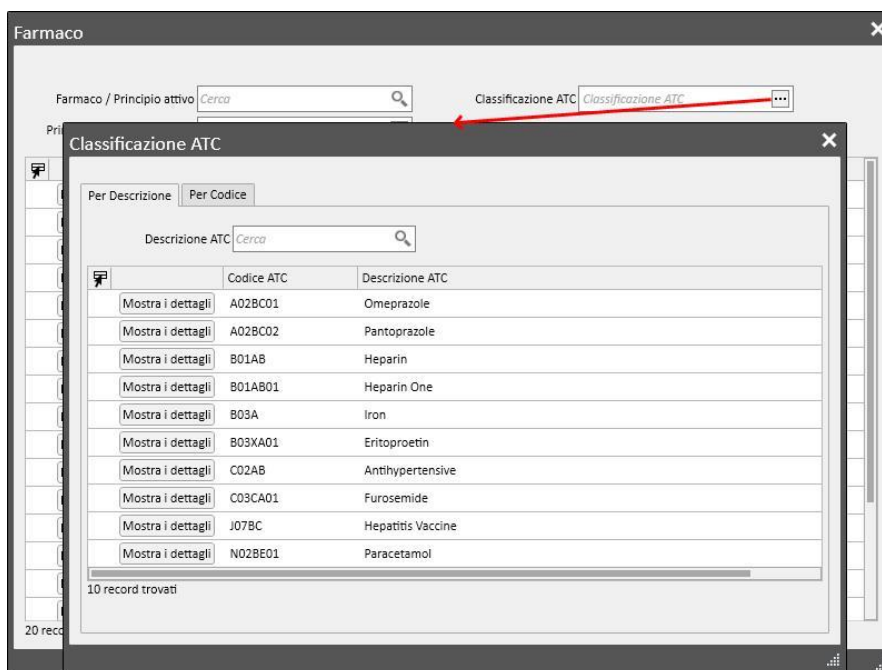 Farmaco
Farmaco / Principio attivo Cerca Classificazione ATC Classificazione ATC ...
Classificazione ATC
Per Descrizione Per Codice
Descrizione ATC Cerca
Codice ATC Descrizione ATC
Mostra i dettagli A02BC01 Omeprazole
Mostra i dettagli A02BC02 Pantoprazole
Mostra i dettagli B01AB Heparin
Mostra i dettagli B01AB01 Heparin One
Mostra i dettagli B03A Iron
Mostra i dettagli B03XA01 Eritoproetin
Mostra i dettagli C02AB Antihypertensive
Mostra i dettagli C03CA01 Furosemide
Mostra i dettagli J07BC Hepatitis Vaccine
Mostra i dettagli N02BE01 Paracetamol
10 record trovati
20